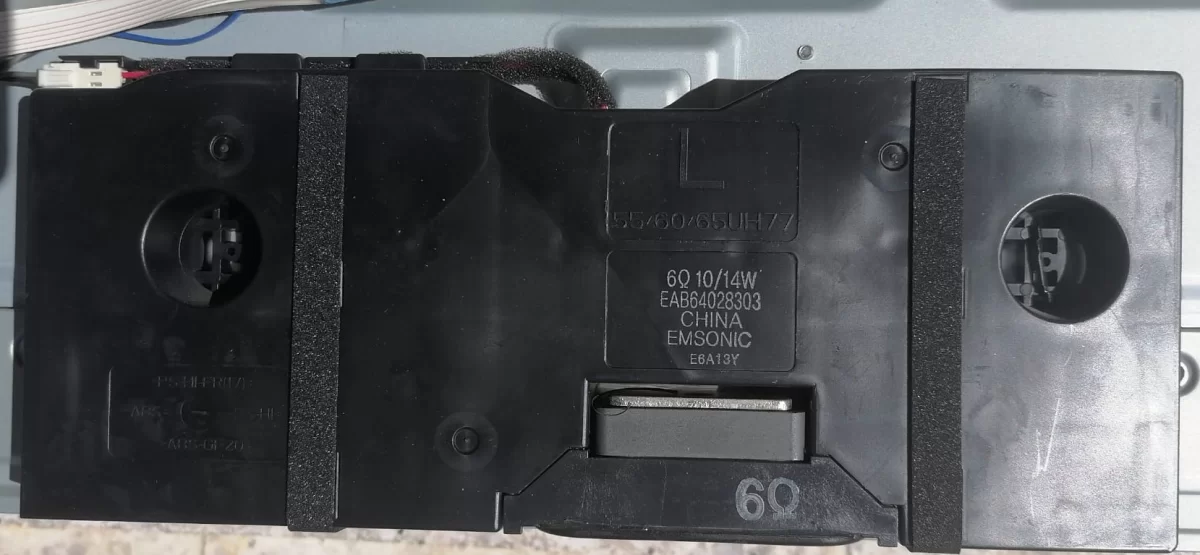 L
55/60/65UH77
6Ω 10/14W
EAB64028303
CHINA
EMSONIC
E6A13Y
6Ω